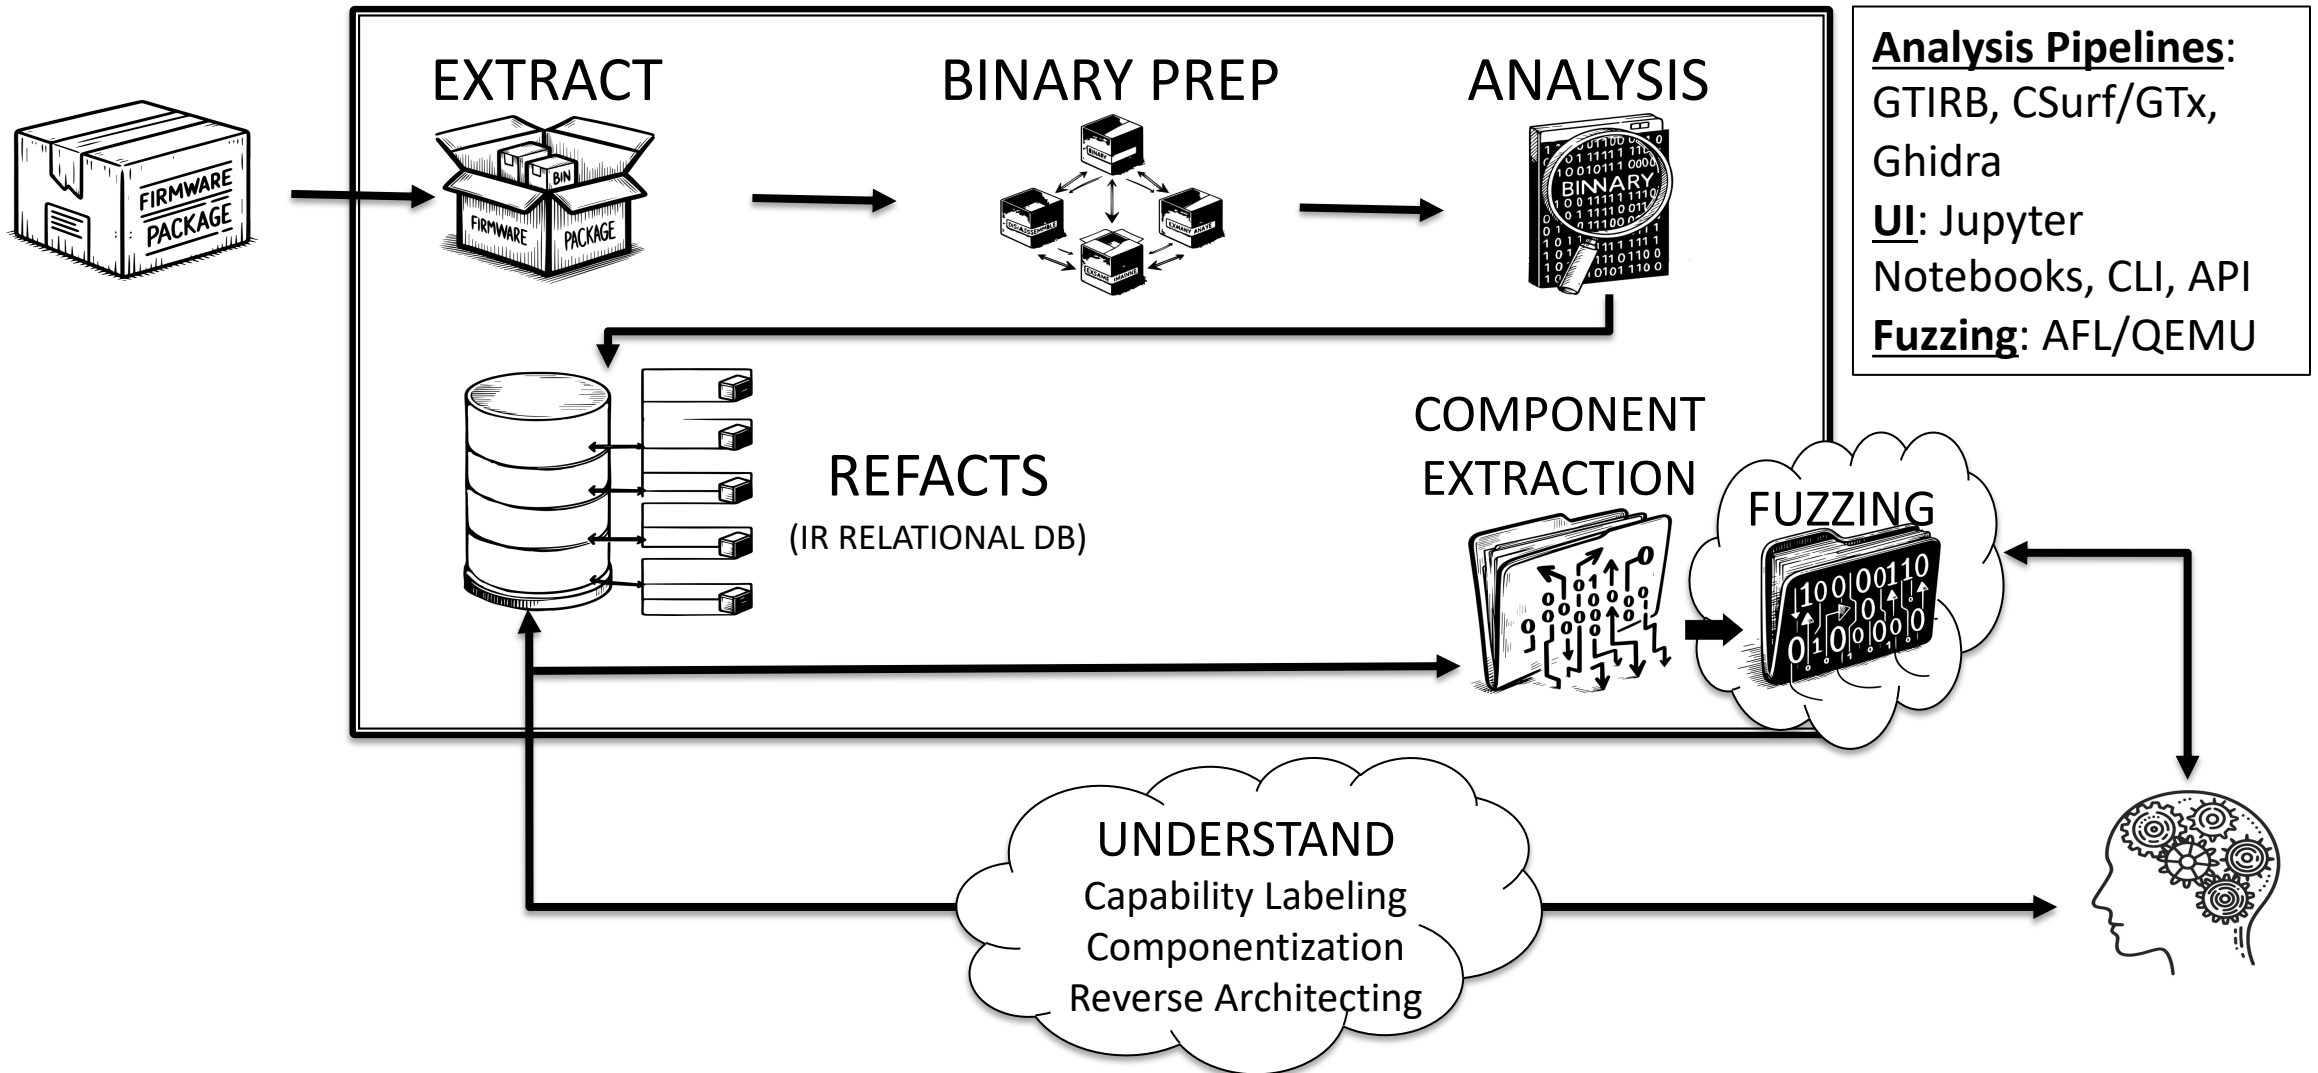 EXTRACT
BINARY PREP
ANALYSIS
FIRMWARE
PACKAGE
BIN
FIRMWARE
PACKAGE
BINARY
BINNARY
Analysis Pipelines:
GTIRB, CSurf/GTx,
Ghidra
UI: Jupyter
Notebooks, CLI, API
Fuzzing: AFL/QEMU
REFACTS
(IR RELATIONAL DB)
COMPONENT
EXTRACTION
FUZZING
UNDERSTAND
Capability Labeling
Componentization
Reverse Architecting